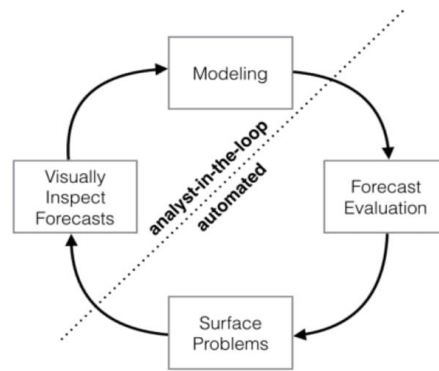 Modeling
analyst-in-the-loop
automated
Visually
Inspect
Forecasts
Forecast
Evaluation
Surface
Problems